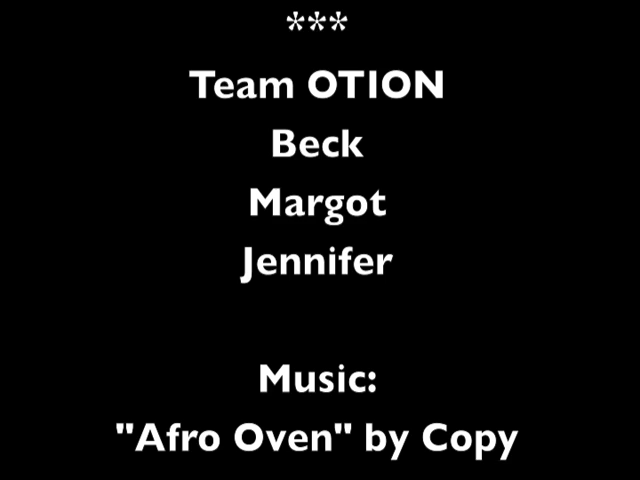 ***
Team OTION
Beck
Margot
Jennifer
Music:
"Afro Oven" by Copy